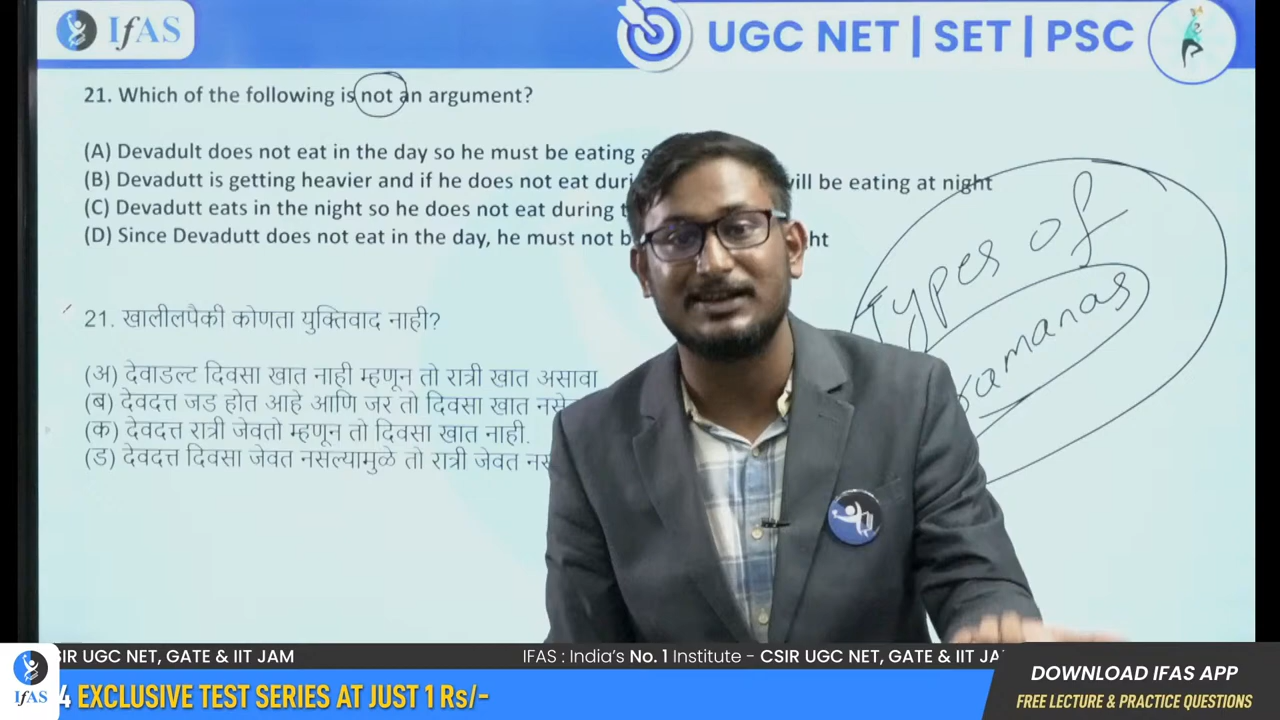 IfAS
UGC NET | SET | PSC
21. Which of the following is not an argument?
(A) Devadult does not eat in the day so he must be eating
(B) Devadutt is getting heavier and if he does not eat will be eating at night
(C) Devadutt eats in the night so he does not eat during
(D) Since Devadutt does not eat in the day, he must not
Types of
21. खालीलपैकी कोणता युक्तिवाद नाही?
(अ) देवाडल्ट दिवसा खात नाही म्हणून तो रात्री खात असावा
(ब) देवदत्त जड होत आहे आणि जर तो दिवसा खात
(क) देवदत्त रात्री जेवतो म्हणून तो दिवसा खात नाही.
(ड) देवदत्त दिवसा जेवत नसल्यामुळे तो रात्री जेवत
CSIR UGC NET, GATE & IIT JAM
IFAS : India's No. 1 Institute - CSIR UGC NET, GATE & IIT
IfAS
4 EXCLUSIVE TEST SERIES AT JUST 1 Rs/-
DOWNLOAD IFAS APP
FREE LECTURE & PRACTICE QUESTIONS